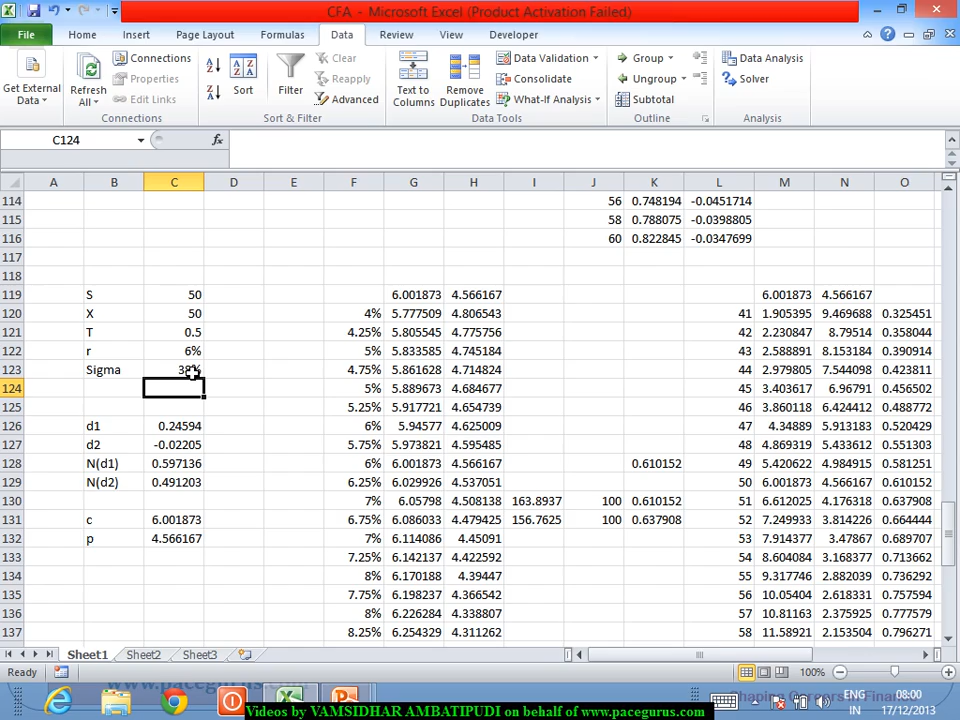 CFA - Microsoft Excel (Product Activation Failed)
File Home Insert Page Layout Formulas Data Review View Developer
Get External Data
Refresh All
Connections
Properties
Edit Links
Connections
Sort
Filter
Clear
Reapply
Advanced
Sort & Filter
Text to Columns
Remove Duplicates
Data Validation
Consolidate
What-If Analysis
Data Tools
Group
Ungroup
Subtotal
Outline
Data Analysis
Solver
Analysis
C124 fx
A B C D E F G H I J K L M N O
114 56 0.748194 -0.0451714
115 58 0.788075 -0.0398805
116 60 0.822845 -0.0347699
117
118
119 S 50 6.001873 4.566167 6.001873 4.566167
120 X 50 4% 5.777509 4.806543 41 1.905395 9.469688 0.325451
121 T 0.5 4.25% 5.805545 4.775756 42 2.230847 8.79514 0.358044
122 r 6% 5% 5.833585 4.745184 43 2.588891 8.153184 0.390914
123 Sigma 38% 4.75% 5.861628 4.714824 44 2.979805 7.544098 0.423811
124 5% 5.889673 4.684677 45 3.403617 6.96791 0.456502
125 5.25% 5.917721 4.654739 46 3.860118 6.424412 0.488772
126 d1 0.24594 6% 5.94577 4.625009 47 4.34889 5.913183 0.520429
127 d2 -0.02205 5.75% 5.973821 4.595485 48 4.869319 5.433612 0.551303
128 N(d1) 0.597136 6% 6.001873 4.566167 0.610152 49 5.420622 4.984915 0.581251
129 N(d2) 0.491203 6.25% 6.029926 4.537051 50 6.001873 4.566167 0.610152
130 7% 6.05798 4.508138 163.8937 100 0.610152 51 6.612025 4.176318 0.637908
131 c 6.001873 6.75% 6.086033 4.479425 156.7625 100 0.637908 52 7.249933 3.814226 0.664444
132 p 4.566167 7% 6.114086 4.45091 53 7.914377 3.47867 0.689707
133 7.25% 6.142137 4.422592 54 8.604084 3.168377 0.713662
134 8% 6.170188 4.39447 55 9.317746 2.882039 0.736292
135 7.75% 6.198237 4.366542 56 10.05404 2.618331 0.757594
136 8% 6.226284 4.338807 57 10.81163 2.375925 0.777579
137 8.25% 6.254329 4.311262 58 11.58921 2.153504 0.796271
Sheet1 Sheet2 Sheet3
Ready 100%
www.pacegurus.com
Shaping Careers in Finance
ENG IN
08:00
17/12/2013
Videos by VAMSIDHAR AMBATIPUDI on behalf of www.pacegurus.com